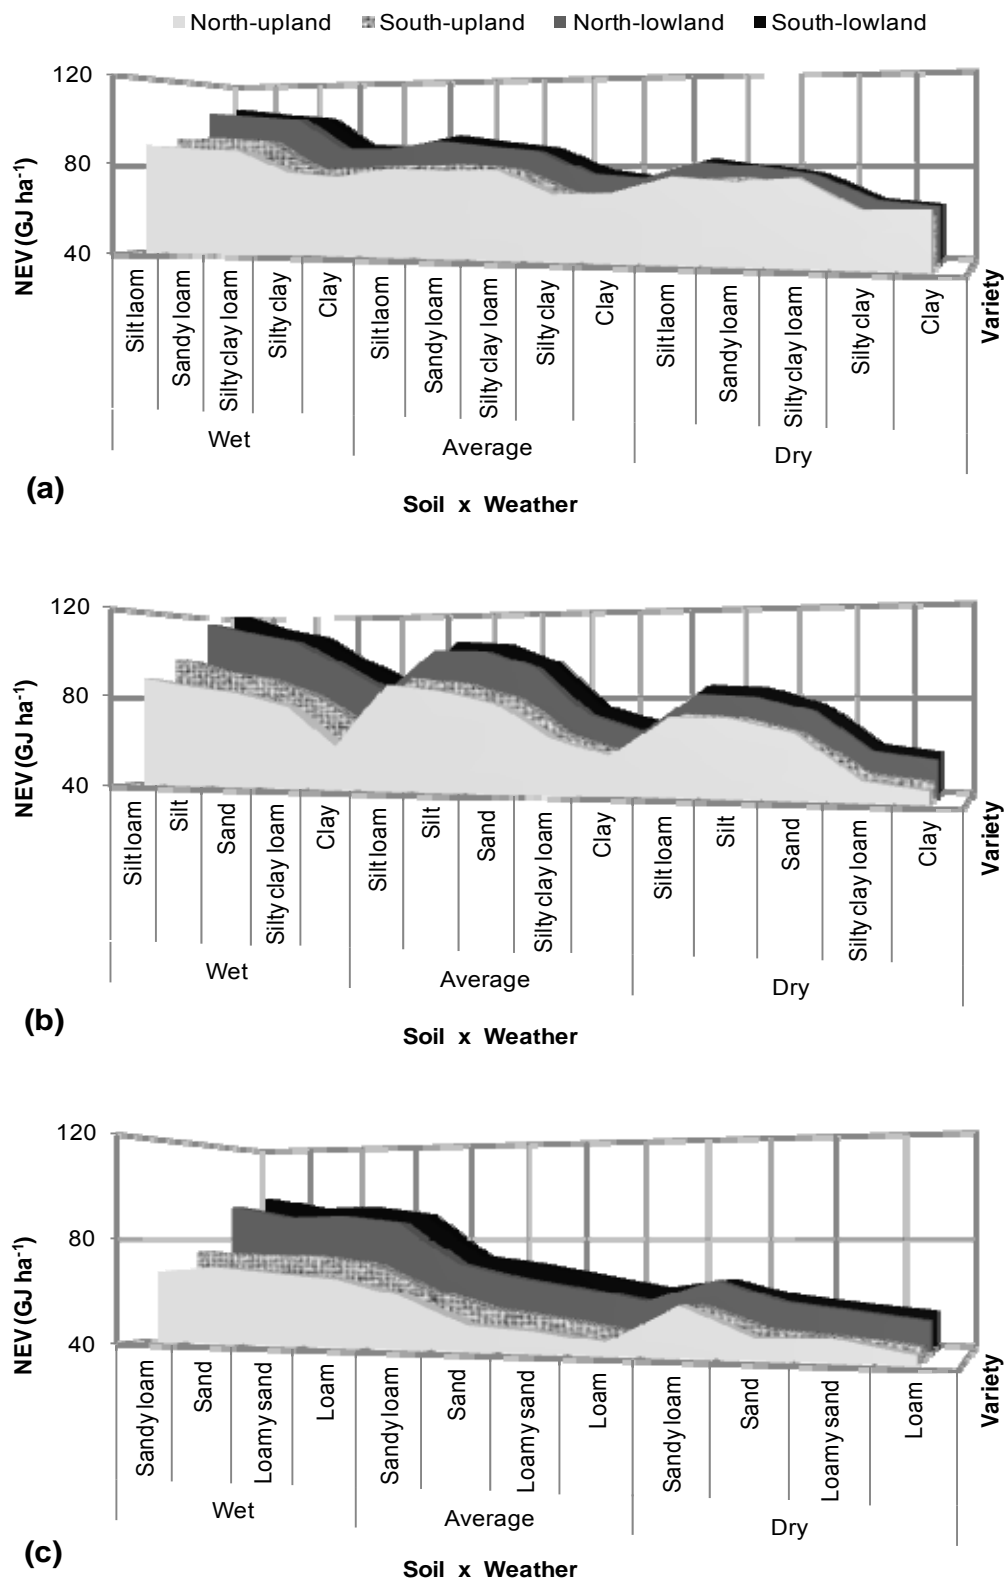 North-upland South-upland North-lowland South-lowland
120
80
40
NEV (GJ ha⁻¹)
Silt laom
Sandy loam
Silty clay loam
Silty clay
Clay
Silt laom
Sandy loam
Silty clay loam
Silty clay
Clay
Silt laom
Sandy loam
Silty clay loam
Silty clay
Clay
Variety
Wet Average Dry
(a)
Soil x Weather
120
80
40
NEV (GJ ha⁻¹)
Silt loam
Silt
Sand
Silty clay loam
Clay
Silt loam
Silt
Sand
Silty clay loam
Clay
Silt loam
Silt
Sand
Silty clay loam
Clay
Variety
Wet Average Dry
(b)
Soil x Weather
120
80
40
NEV (GJ ha⁻¹)
Sandy loam
Sand
Loamy sand
Loam
Sandy loam
Sand
Loamy sand
Loam
Sandy loam
Sand
Loamy sand
Loam
Variety
Wet Average Dry
(c)
Soil x Weather